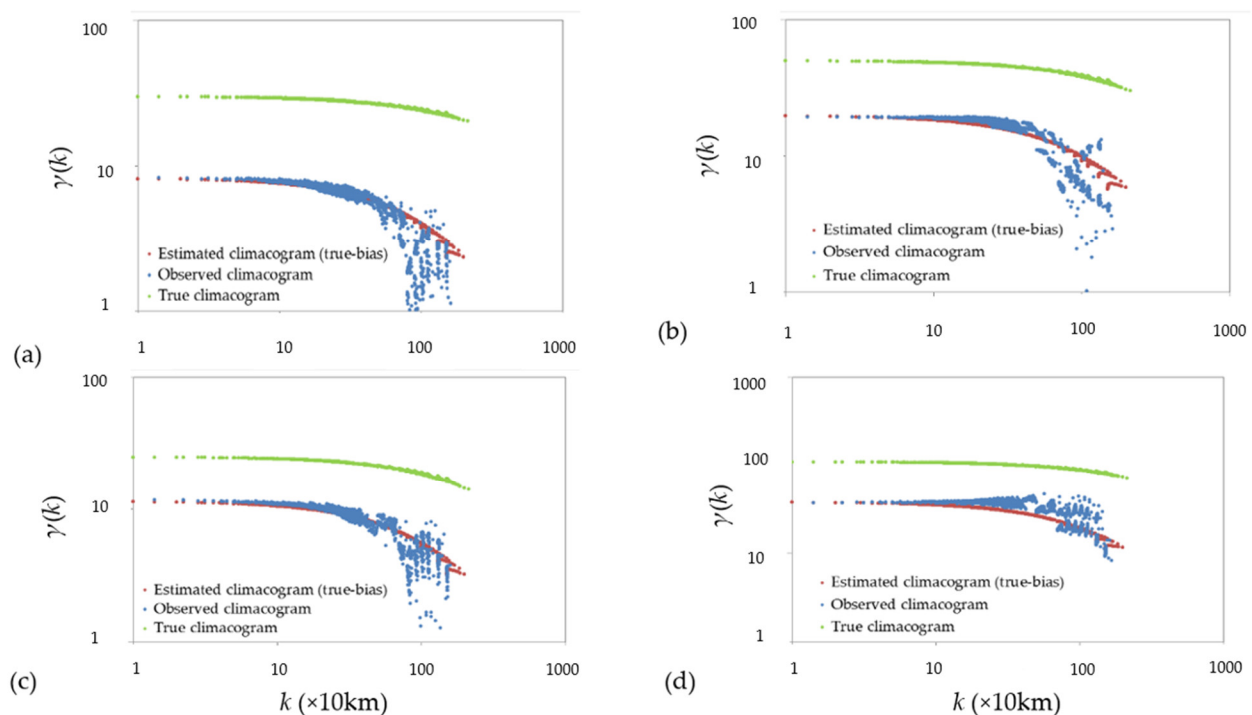 100
10
1
γ(k)
Estimated climacogram (true-bias)
Observed climacogram
True climacogram
1 10 100 1000
(a)
100
10
1
γ(k)
Estimated climacogram (true-bias)
Observed climacogram
True climacogram
1 10 100 1000
(b)
100
10
1
γ(k)
Estimated climacogram (true-bias)
Observed climacogram
True climacogram
1 10 100 1000
(c)
k (×10km)
1000
100
10
1
γ(k)
Estimated climacogram (true-bias)
Observed climacogram
True climacogram
1 10 100 1000
(d)
k (×10km)